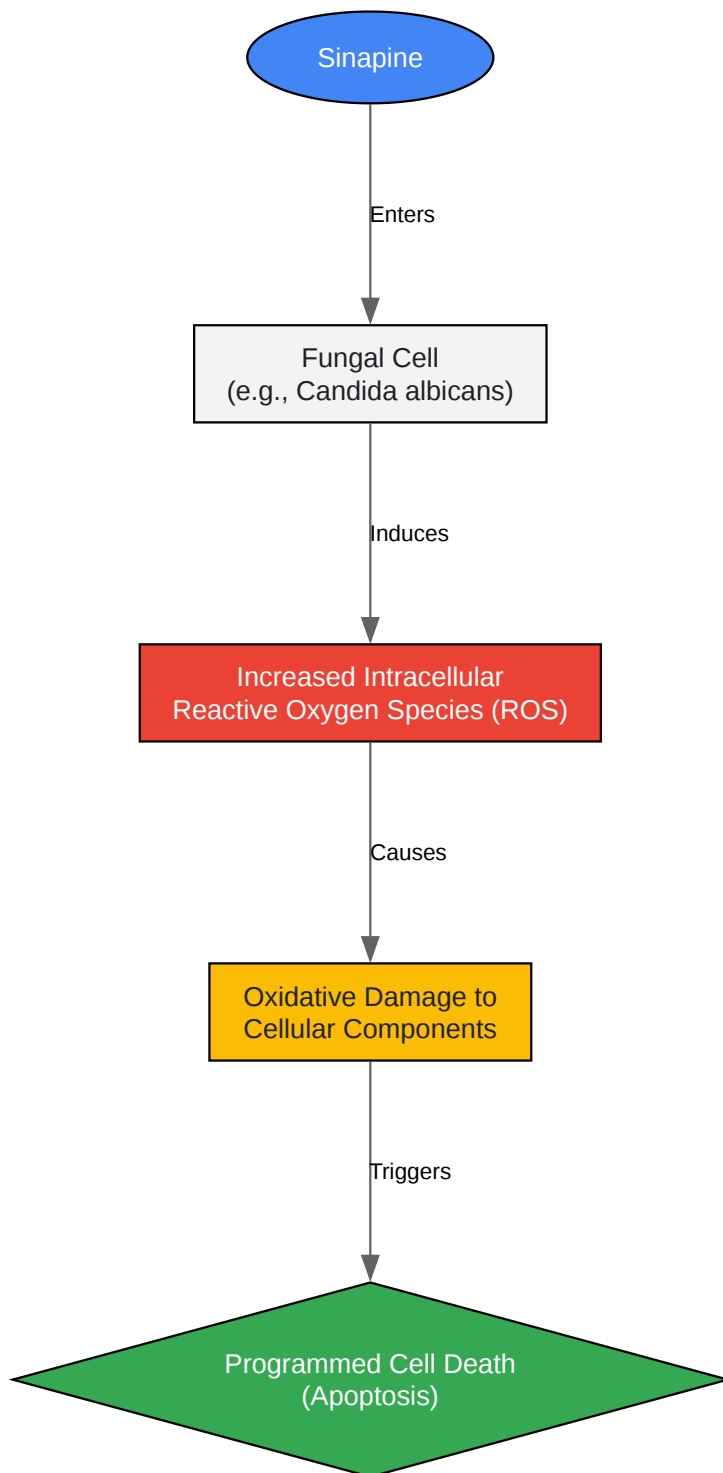 Sinapine
Enters
Fungal Cell
(e.g., Candida albicans)
Induces
Increased Intracellular
Reactive Oxygen Species (ROS)
Causes
Oxidative Damage to
Cellular Components
Triggers
Programmed Cell Death
(Apoptosis)